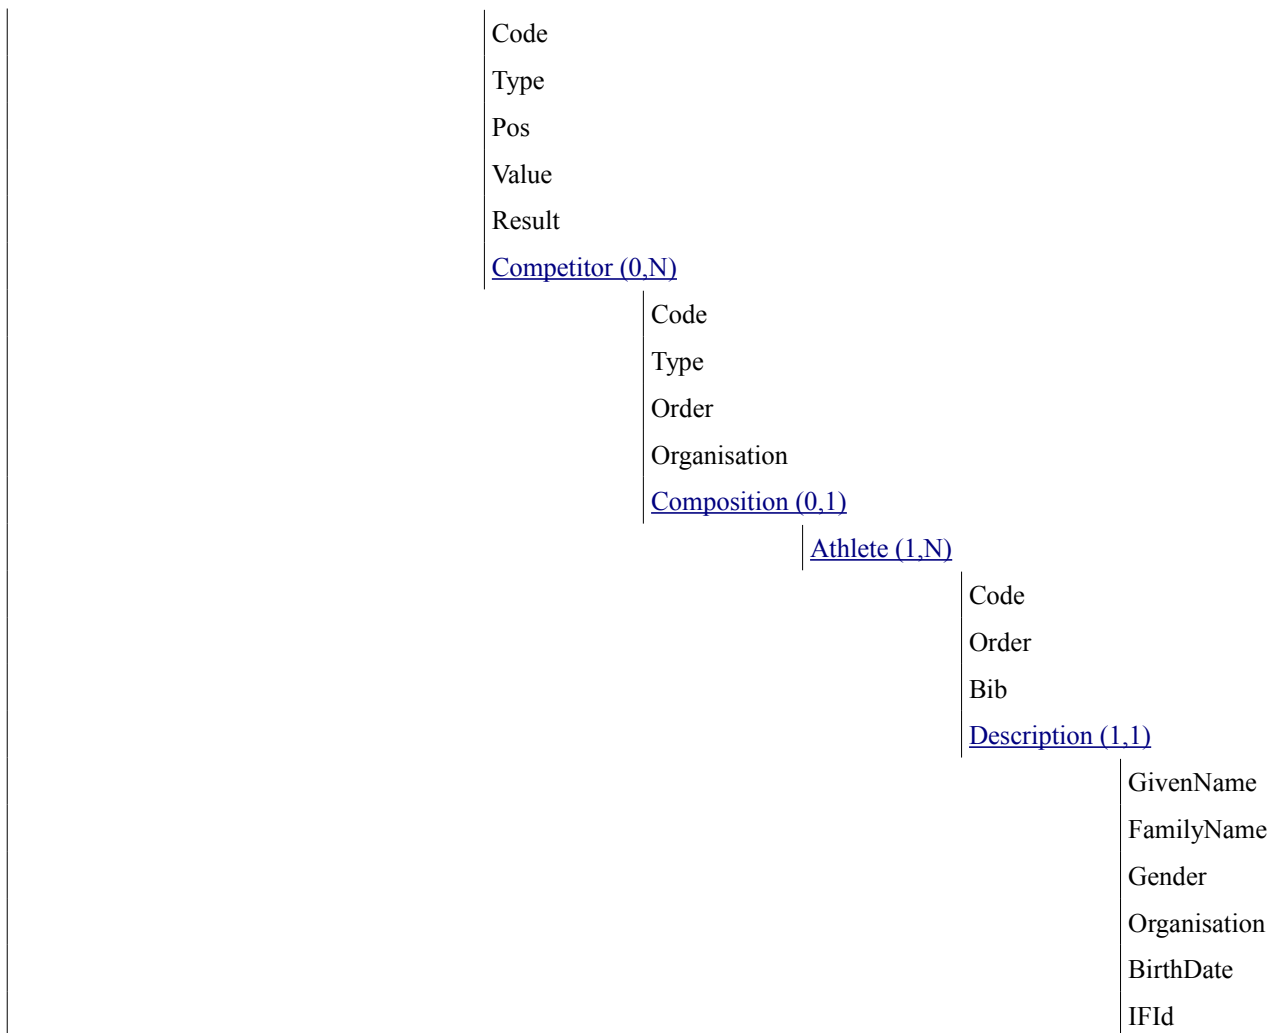 Code
Type
Pos
Value
Result
Competitor (0,N)
Code
Type
Order
Organisation
Composition (0,1)
Athlete (1,N)
Code
Order
Bib
Description (1,1)
GivenName
FamilyName
Gender
Organisation
BirthDate
IFId